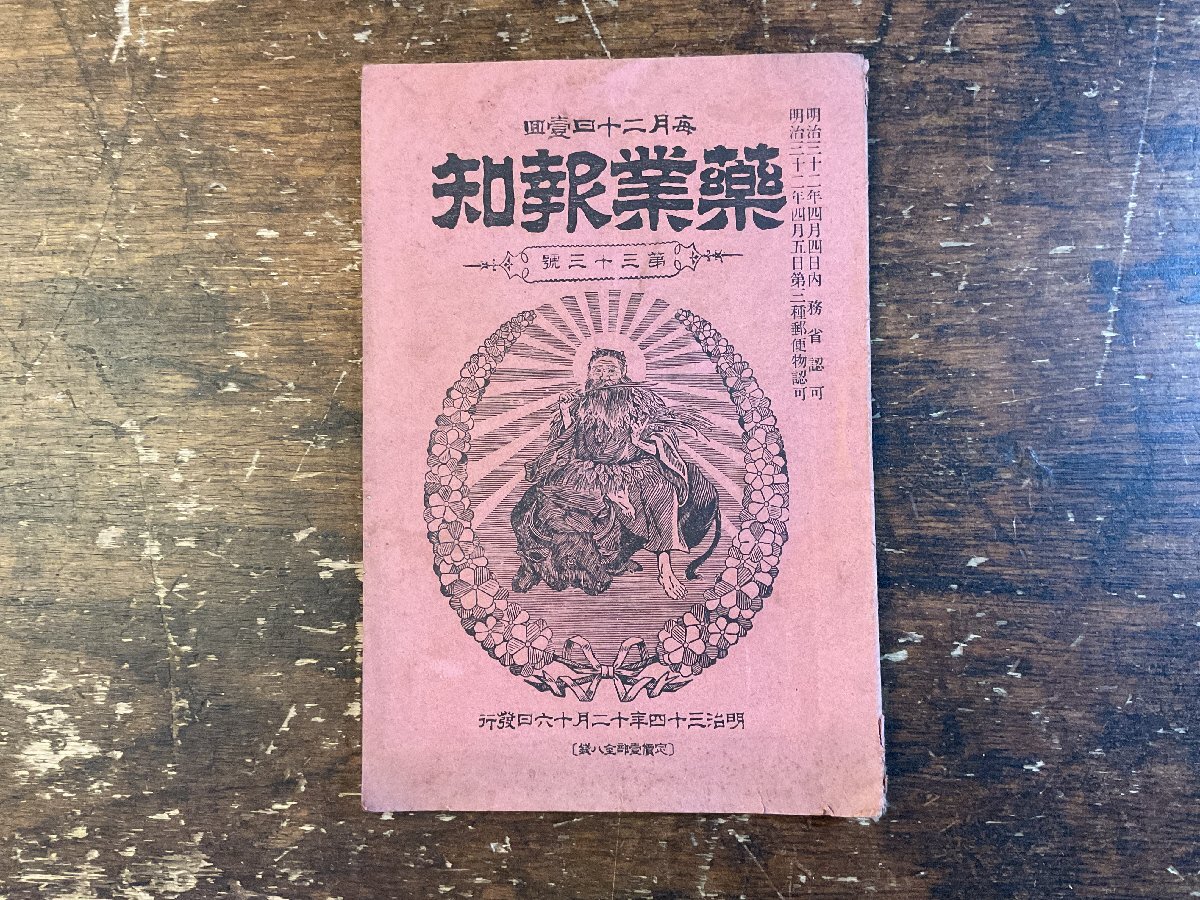 明治三十二年四月四日内務省認可
明治三十二年四月五日第三種郵便物認可
毎月二十日壹回
藥業報知
第三十三號
明治三十四年十二月十六日發行
〔定價壹部金八錢〕